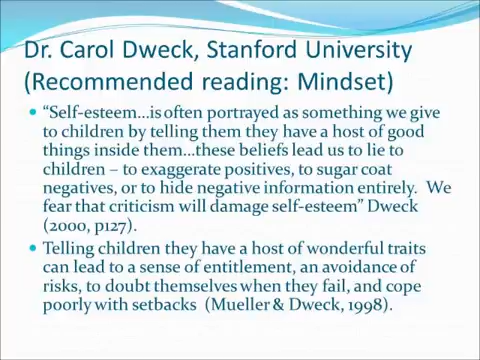 Dr. Carol Dweck, Stanford University
(Recommended reading: Mindset)
• “Self-esteem…is often portrayed as something we give
to children by telling them they have a host of good
things inside them…these beliefs lead us to lie to
children – to exaggerate positives, to sugar coat
negatives, or to hide negative information entirely.  We
fear that criticism will damage self-esteem” Dweck
(2000, p127).
• Telling children they have a host of wonderful traits
can lead to a sense of entitlement, an avoidance of
risks, to doubt themselves when they fail, and cope
poorly with setbacks  (Mueller & Dweck, 1998).